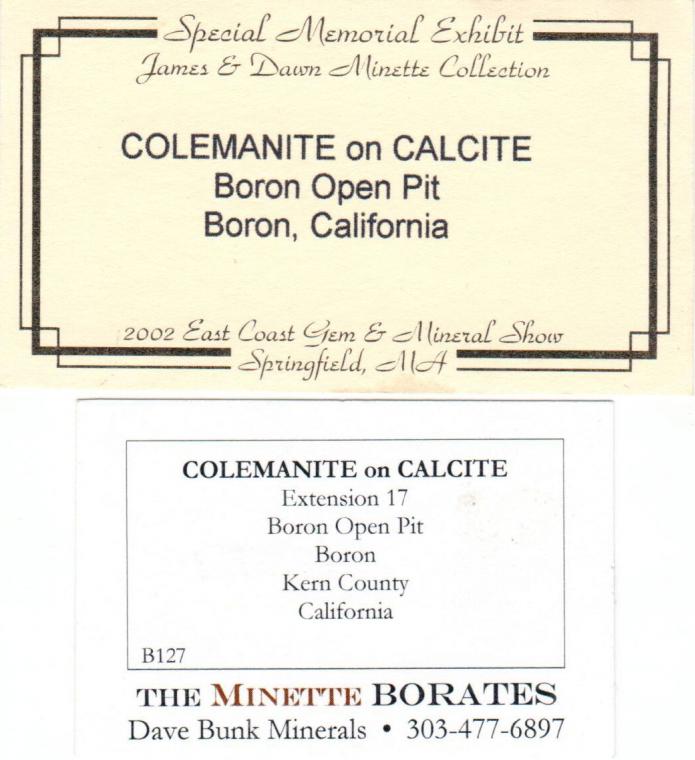 Special Memorial Exhibit
James & Dawn Minette Collection
COLEMANITE on CALCITE
Boron Open Pit
Boron, California
2002 East Coast Gem & Mineral Show
Springfield, MA
COLEMANITE on CALCITE
Extension 17
Boron Open Pit
Boron
Kern County
California
B127
THE MINETTE BORATES
Dave Bunk Minerals • 303-477-6897